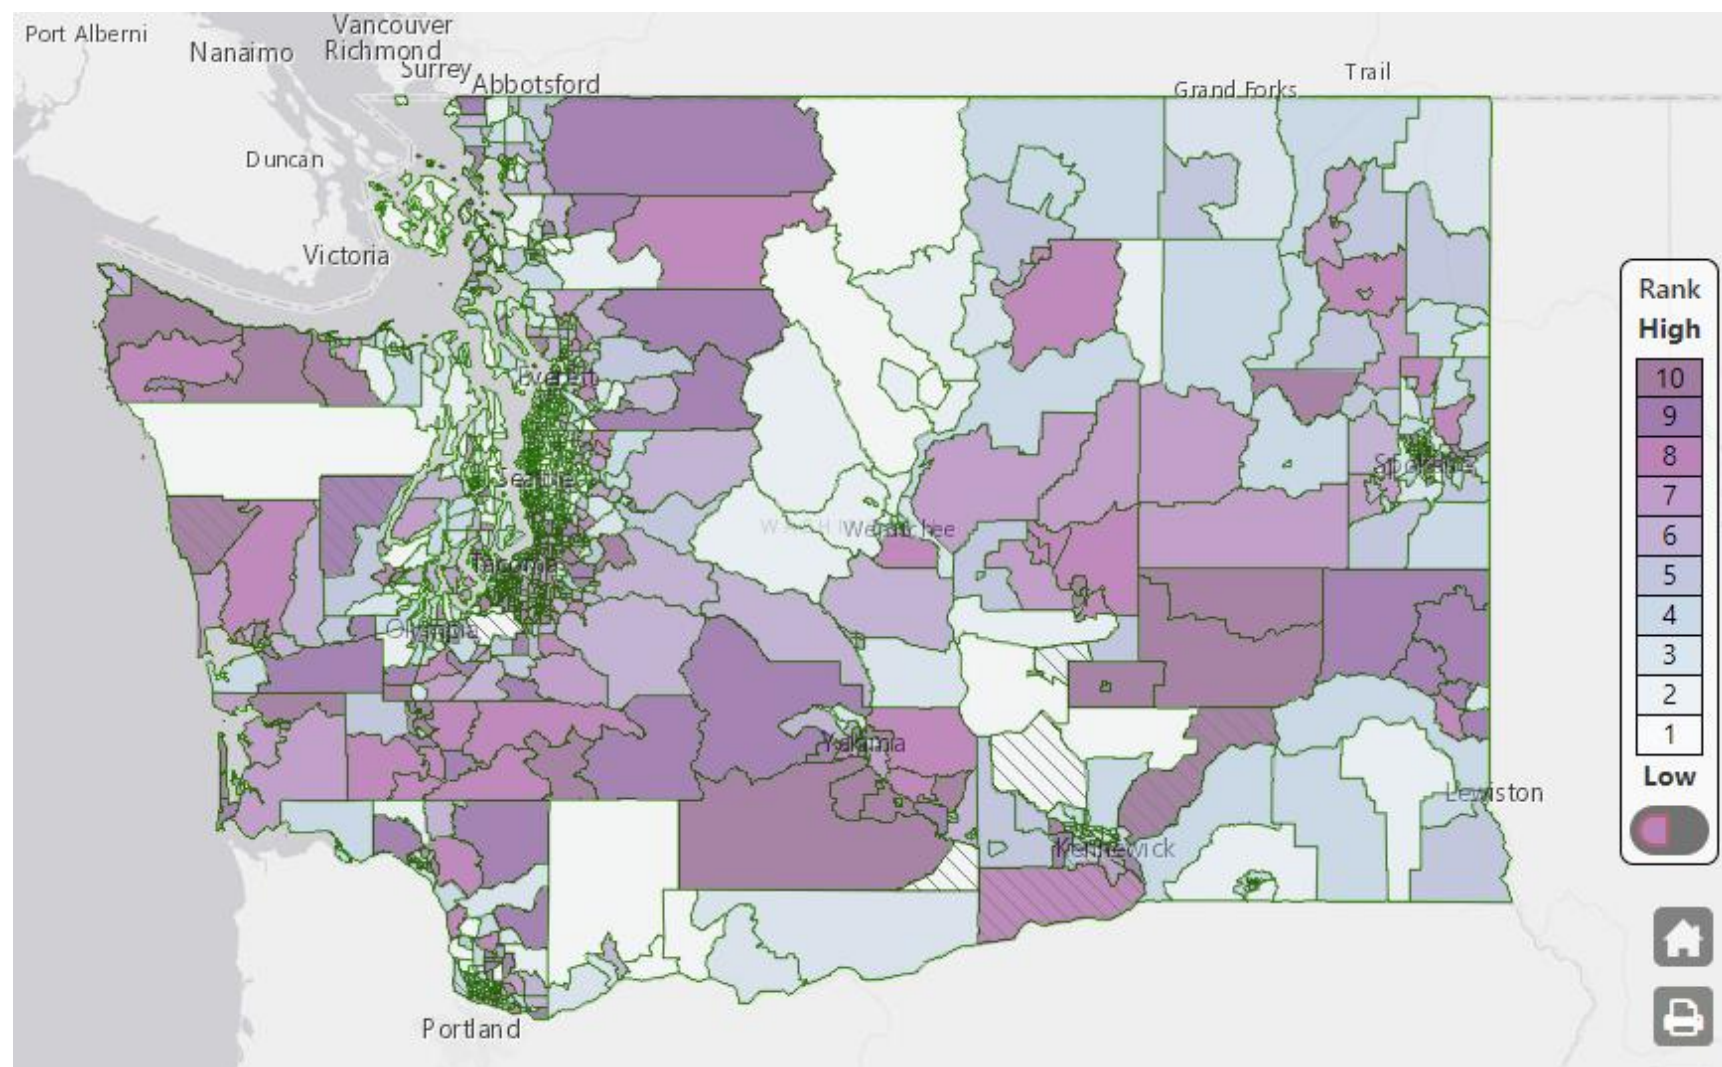 Port Alberni
Vancouver
Nanaimo
Richmond
Surrey
Abbotsford
Trail
Grand Forks
Duncan
Victoria
Rank
High
10
9
8
7
6
5
4
3
2
1
Low
Everett
Seattle
Spokane
Wenatchee
Tacoma
Olympia
Yakima
Lewiston
Kennewick
Portland